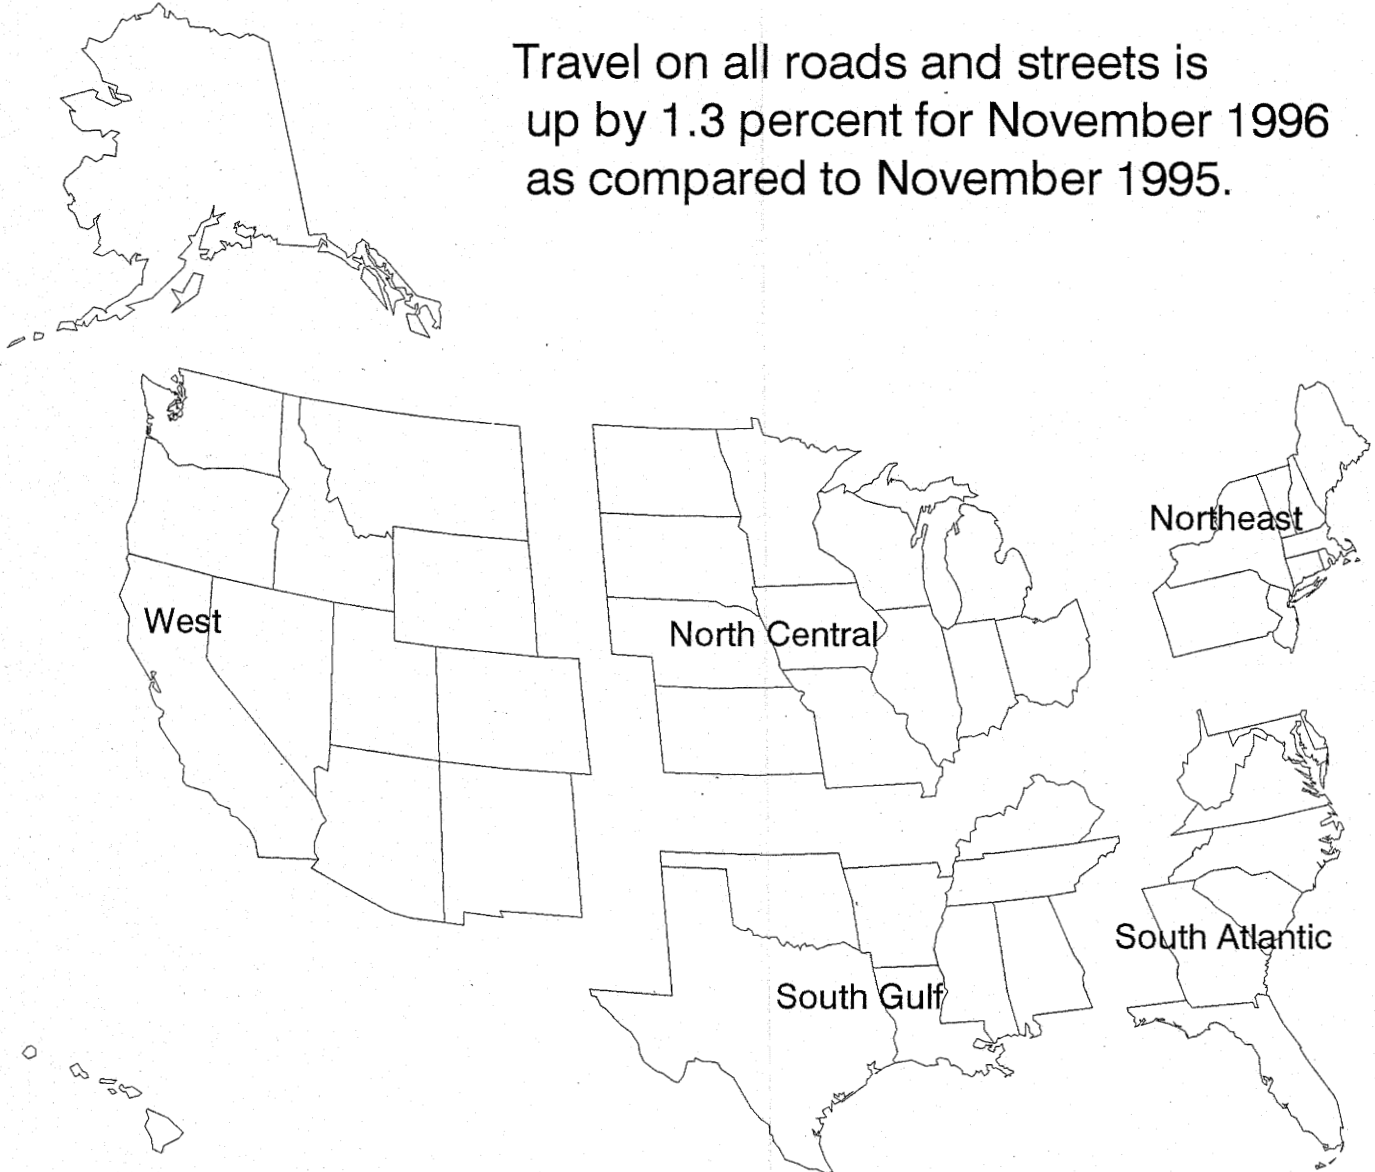 Travel on all roads and streets is
up by 1.3 percent for November 1996
as compared to November 1995.
Northeast
West
North Central
South Atlantic
South Gulf